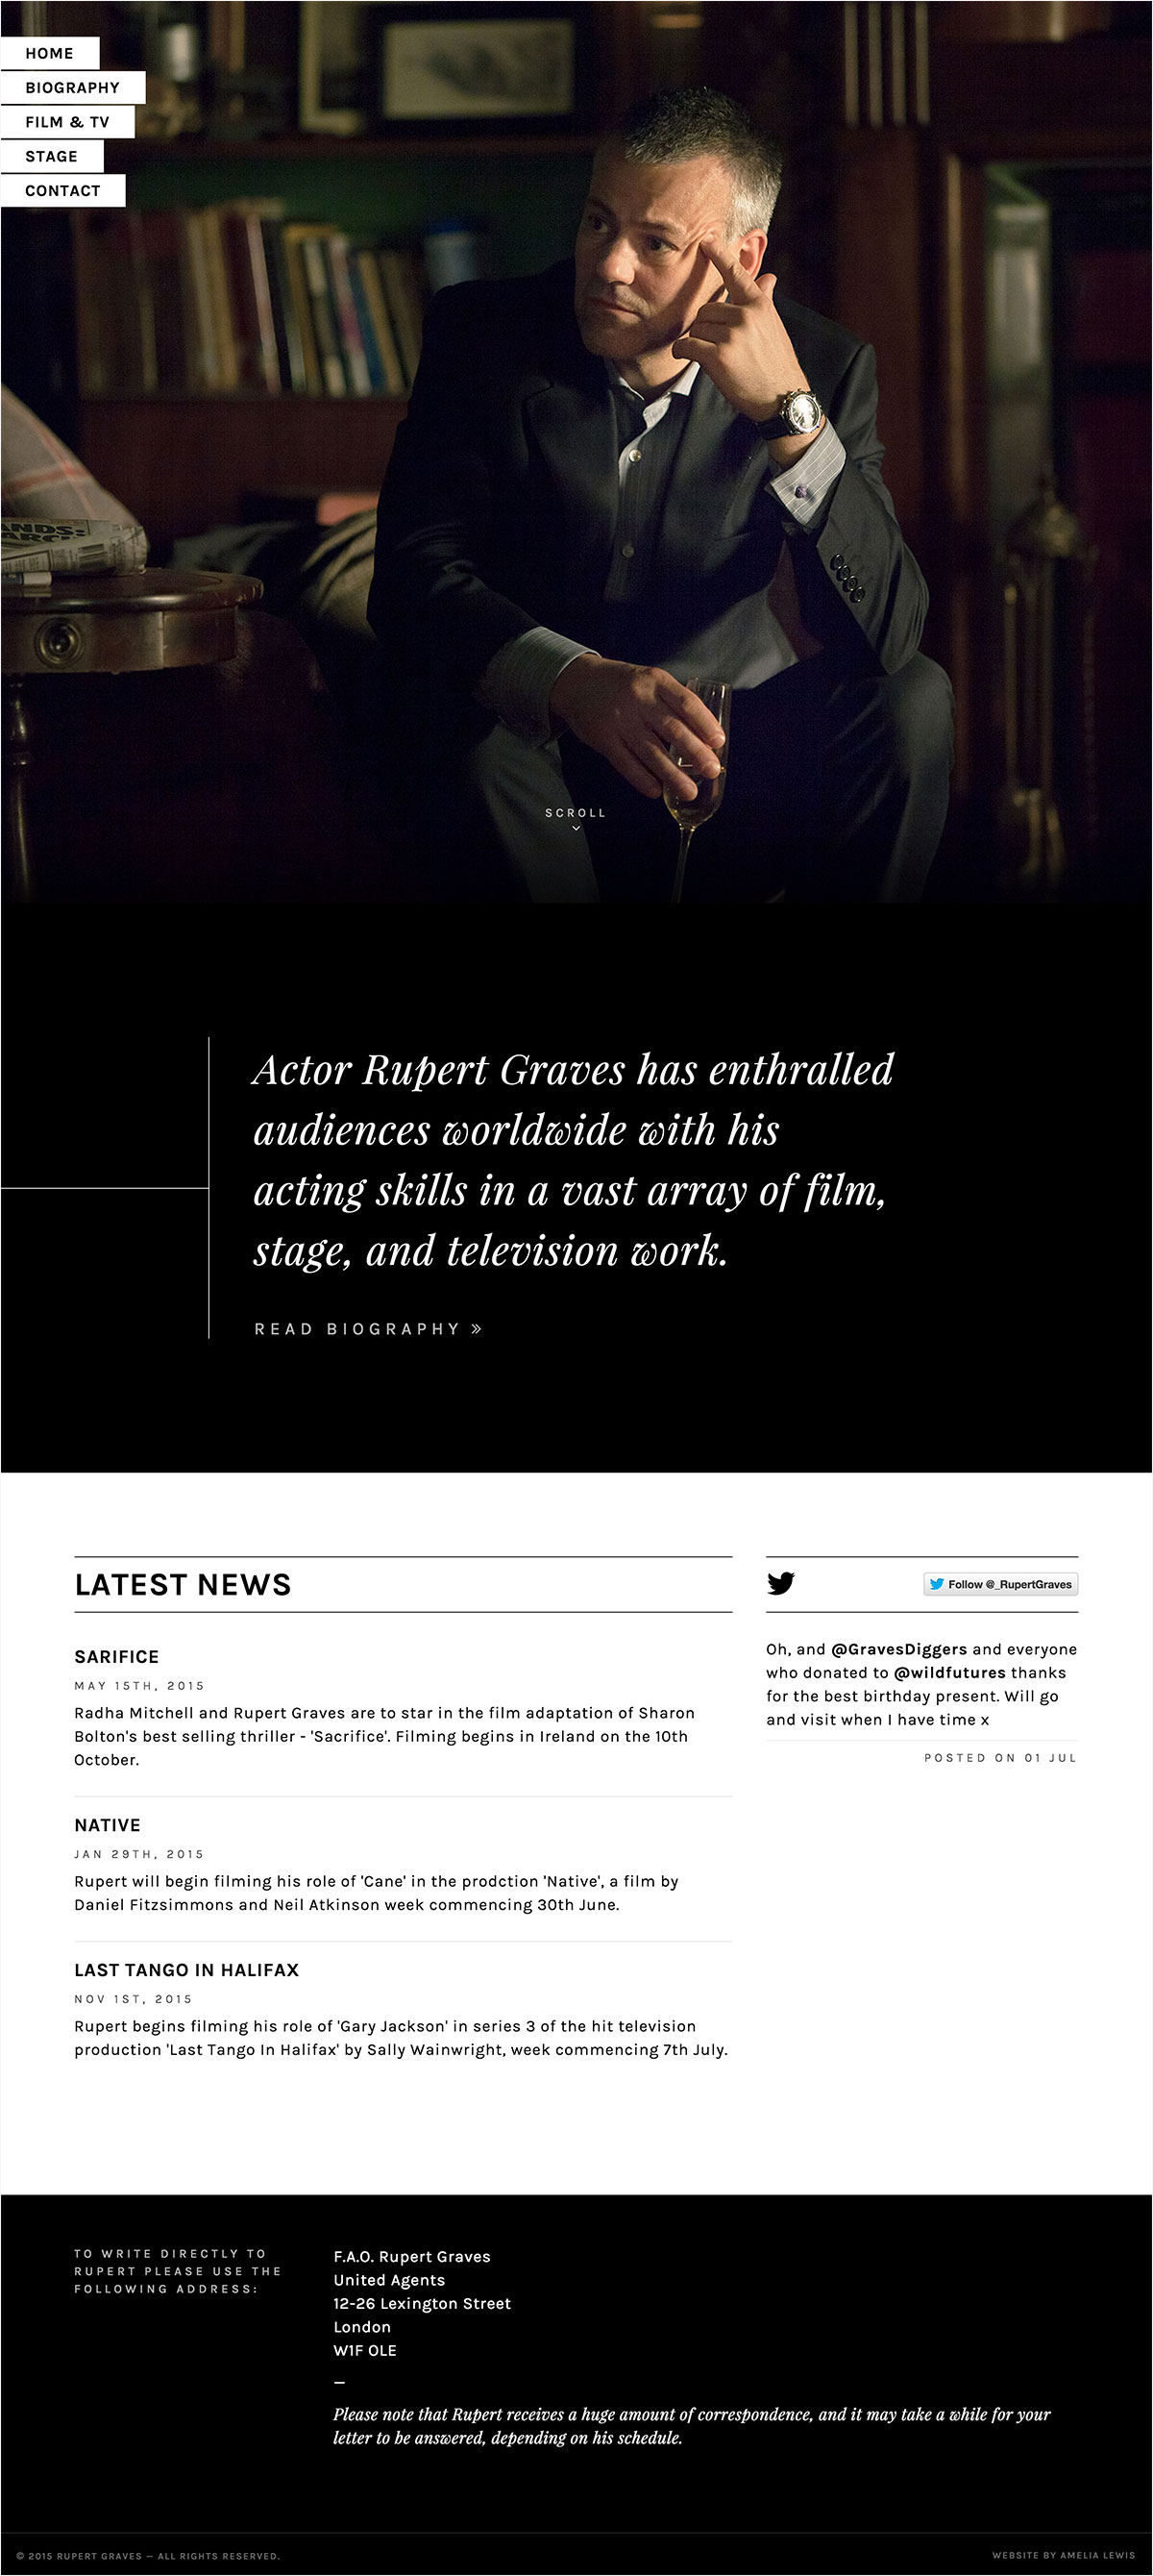 HOME
BIOGRAPHY
FILM & TV
STAGE
CONTACT
SCROLL
Actor Rupert Graves has enthralled
audiences worldwide with his
acting skills in a vast array of film,
stage, and television work.
READ BIOGRAPHY »
LATEST NEWS
SARIFICE
MAY 15TH, 2015
Radha Mitchell and Rupert Graves are to star in the film adaptation of Sharon
Bolton's best selling thriller - 'Sacrifice'. Filming begins in Ireland on the 10th
October.
NATIVE
JAN 29TH, 2015
Rupert will begin filming his role of 'Cane' in the prodction 'Native', a film by
Daniel Fitzsimmons and Neil Atkinson week commencing 30th June.
LAST TANGO IN HALIFAX
NOV 1ST, 2015
Rupert begins filming his role of 'Gary Jackson' in series 3 of the hit television
production 'Last Tango In Halifax' by Sally Wainwright, week commencing 7th July.
Follow @_RupertGraves
Oh, and @GravesDiggers and everyone
who donated to @wildfutures thanks
for the best birthday present. Will go
and visit when I have time x
POSTED ON 01 JUL
TO WRITE DIRECTLY TO
RUPERT PLEASE USE THE
FOLLOWING ADDRESS:
F.A.O. Rupert Graves
United Agents
12-26 Lexington Street
London
W1F OLE
—
Please note that Rupert receives a huge amount of correspondence, and it may take a while for your
letter to be answered, depending on his schedule.
© 2015 RUPERT GRAVES — ALL RIGHTS RESERVED.
WEBSITE BY AMELIA LEWIS